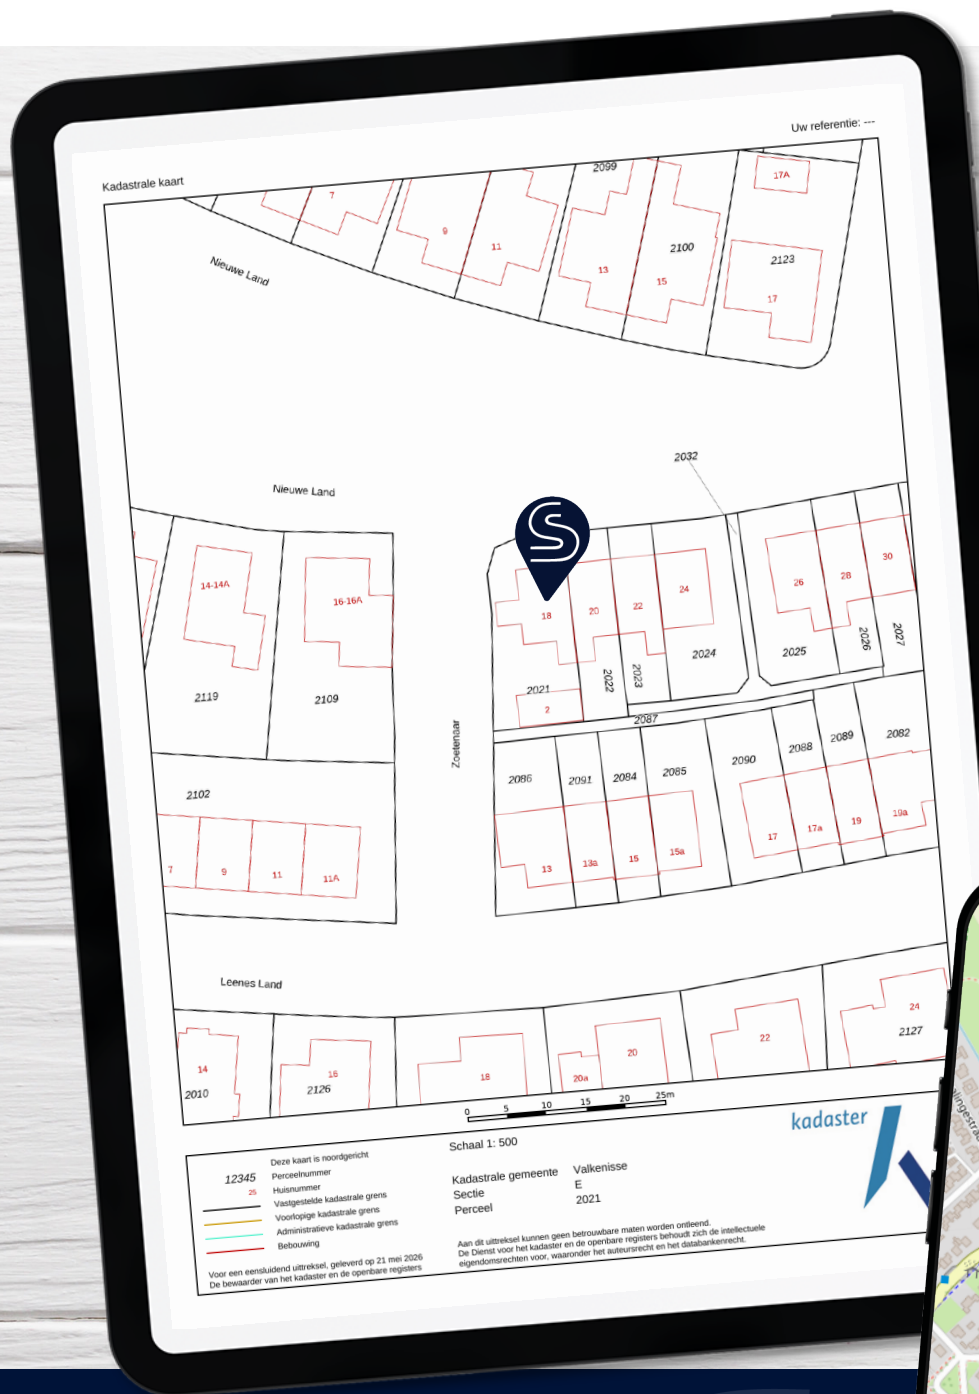 Uw referentie: ---
Kadastrale kaart
2099
17A
7
9
11
2100
2123
13
15
17
Nieuwe Land
2032
Nieuwe Land
S
14-14A
16-16A
18
20
22
24
26
28
30
2119
2109
2021
2
2022
2023
2024
2025
2026
2027
2087
Zoetenaar
2102
2086
2091
2084
2085
2090
2088
2089
2082
7
9
11
11A
13
13a
15
15a
17
17a
19
19a
Leenes Land
14
2010
16
2126
18
20
20a
22
24
2127
0 5 10 15 20 25m
Deze kaart is noordgericht
12345 Perceelnummer
25 Huisnummer
Vastgestelde kadastrale grens
Voorlopige kadastrale grens
Administratieve kadastrale grens
Bebouwing
Voor een eensluidend uittreksel, geleverd op 21 mei 2026
De bewaarder van het kadaster en de openbare registers
Schaal 1: 500
Kadastrale gemeente Valkenisse
Sectie E
Perceel 2021
Aan dit uittreksel kunnen geen betrouwbare maten worden ontleend.
De Dienst voor het kadaster en de openbare registers behoudt zich de intellectuele
eigendomsrechten voor, waaronder het auteursrecht en het databankenrecht.
kadaster